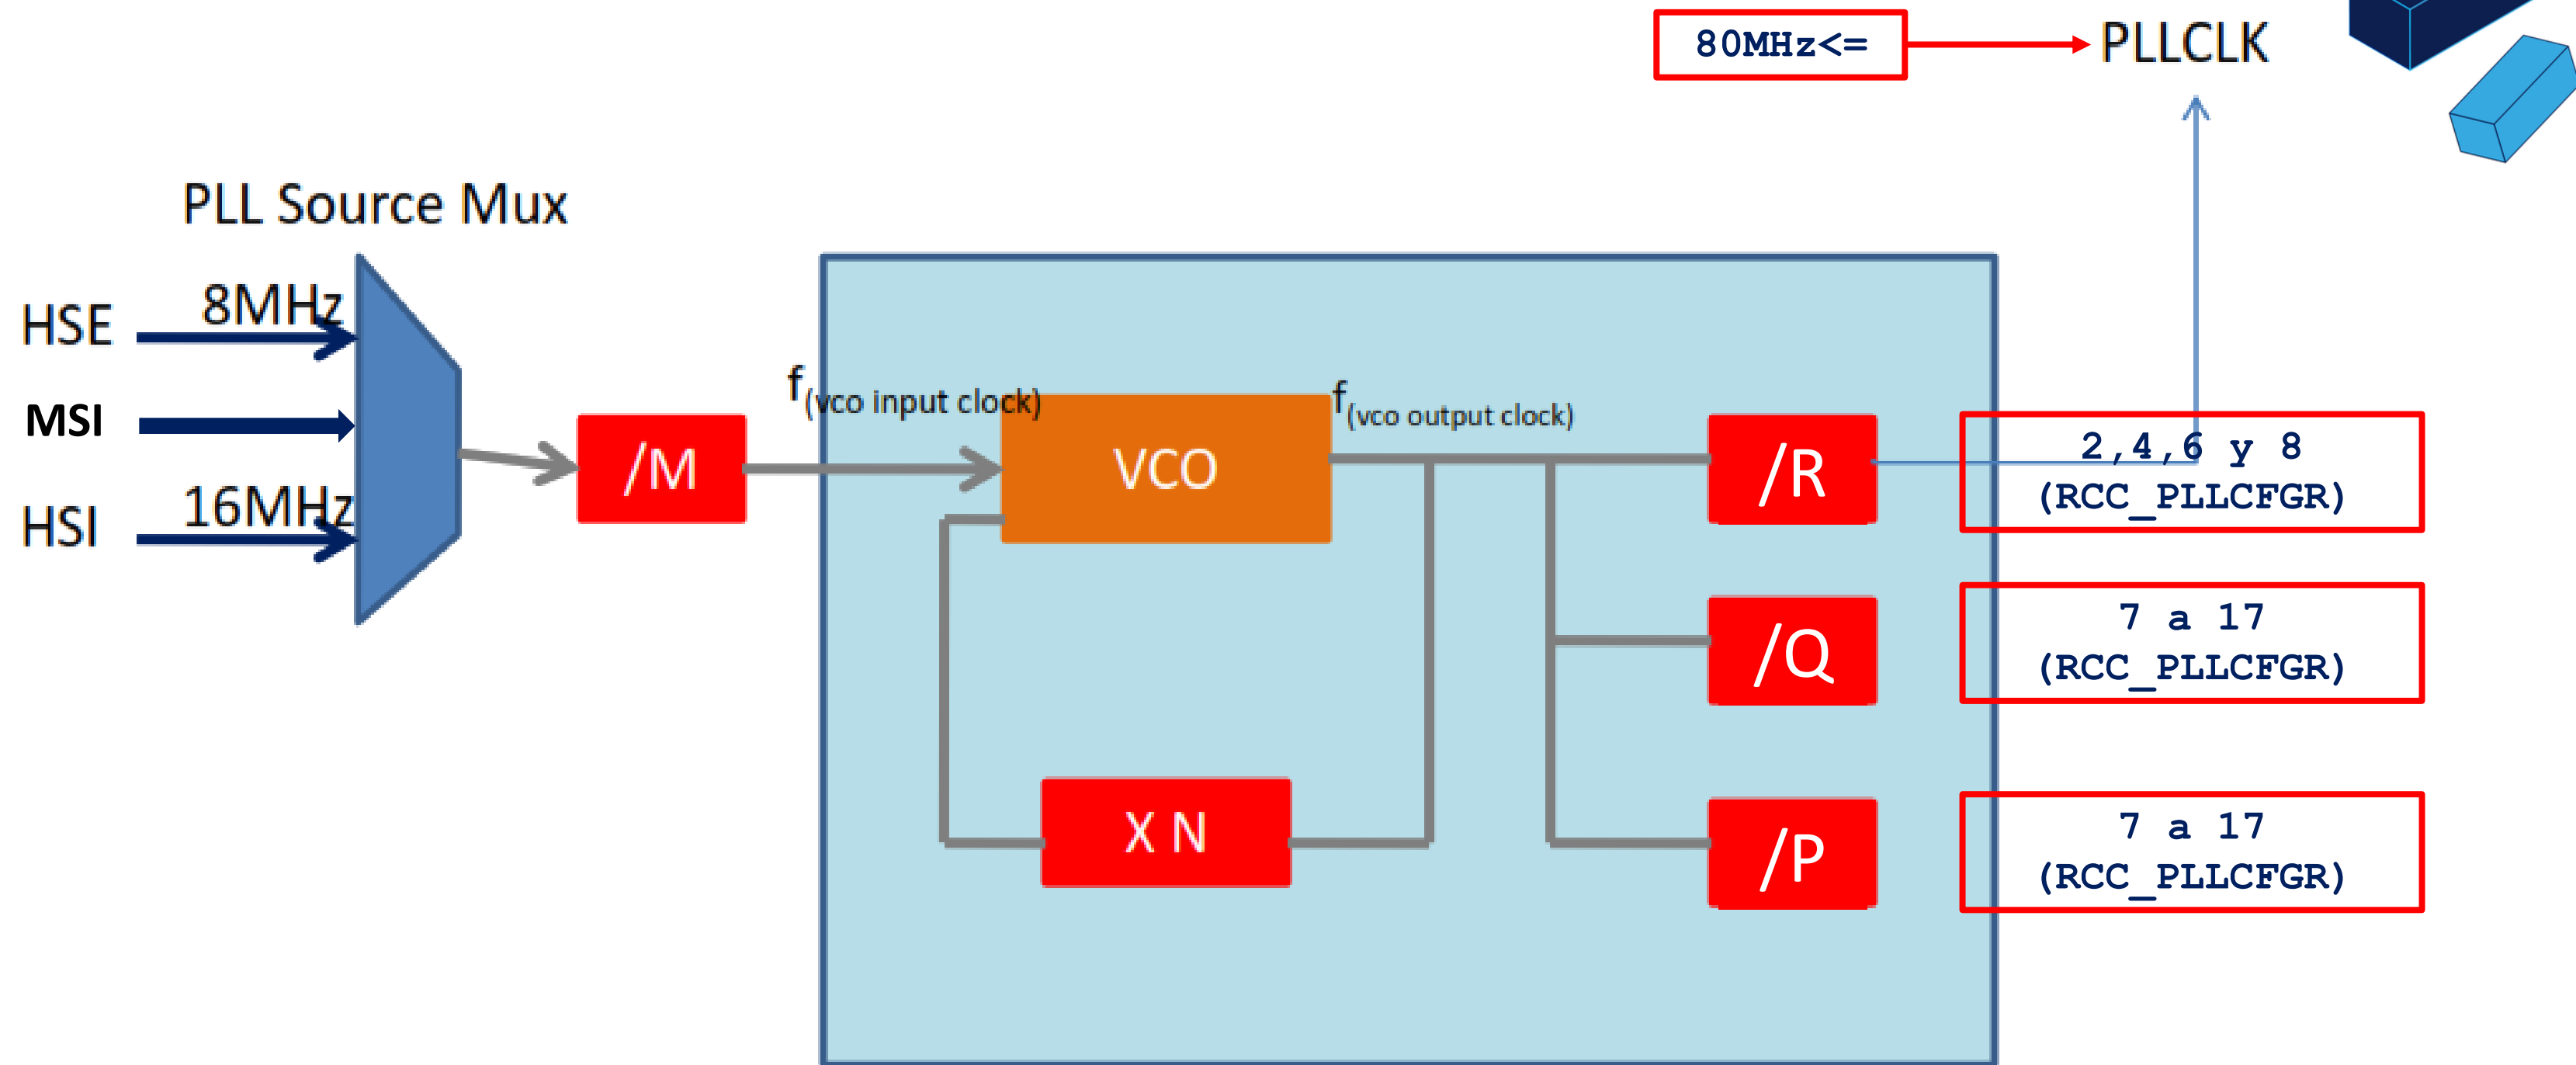 80MHz<=
PLLCLK
PLL Source Mux
HSE
8MHz
MSI
HSI
16MHz
/M
f(vco input clock)
VCO
f(vco output clock)
X N
/R
2,4,6 y 8
(RCC_PLLCFGR)
/Q
7 a 17
(RCC_PLLCFGR)
/P
7 a 17
(RCC_PLLCFGR)